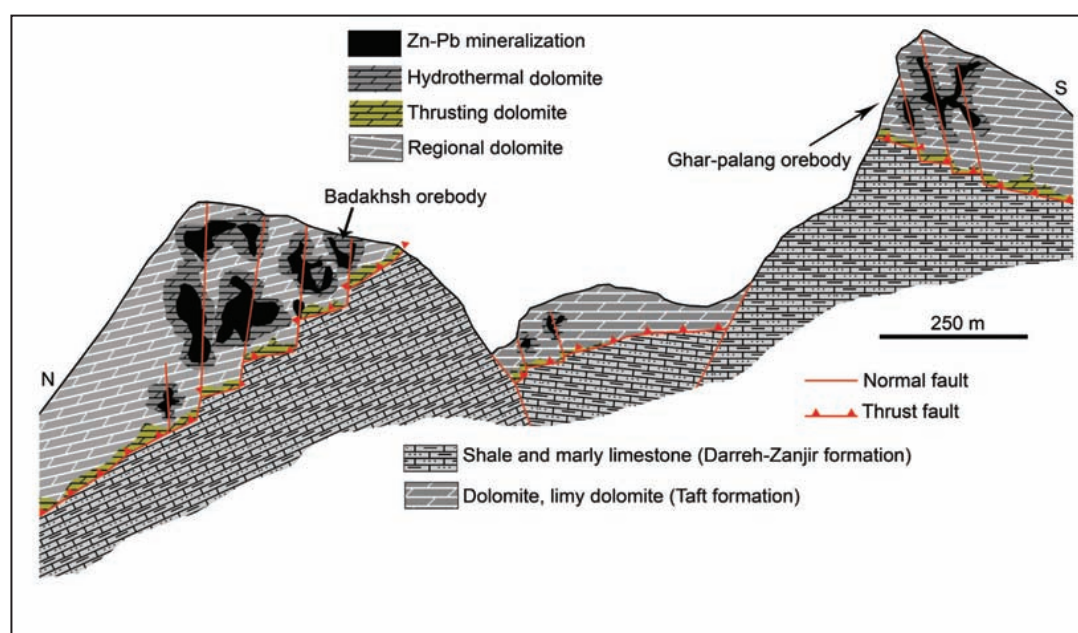 Zn-Pb mineralization
Hydrothermal dolomite
Thrusting dolomite
Regional dolomite
S
Ghar-palang orebody
Badakhsh orebody
250 m
N
Normal fault
Thrust fault
Shale and marly limestone (Darreh-Zanjir formation)
Dolomite, limy dolomite (Taft formation)